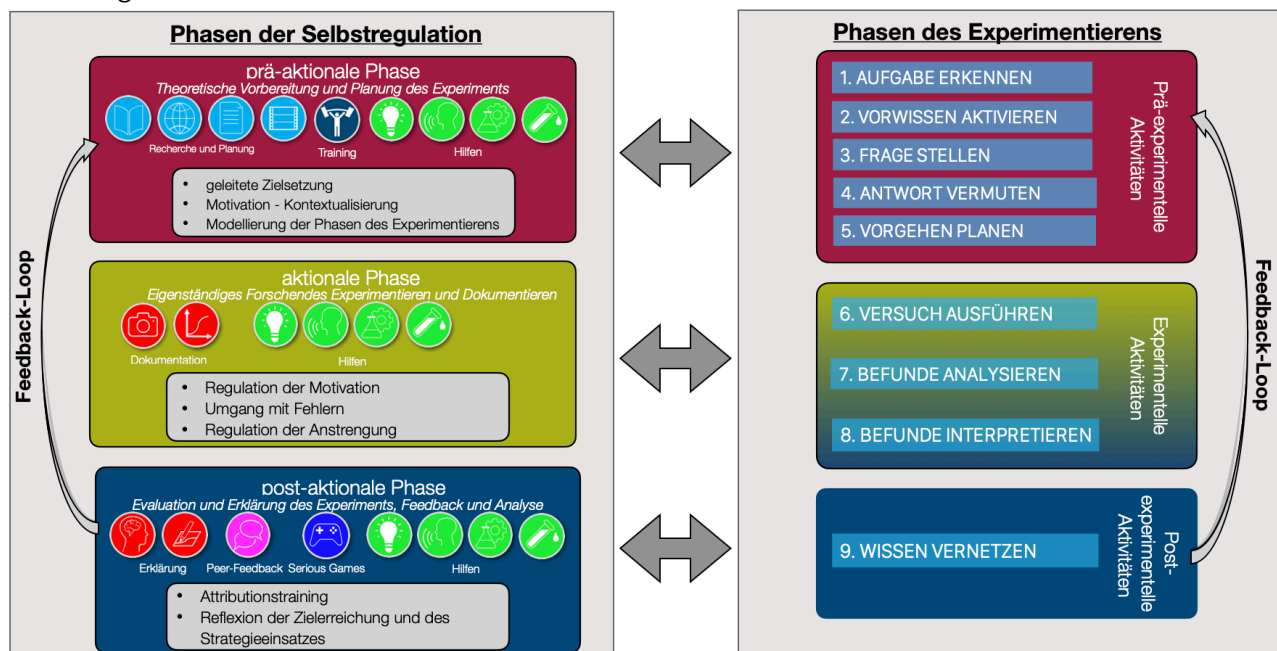 Phasen der Selbstregulation
prä-aktionale Phase
Theoretische Vorbereitung und Planung des Experiments
Recherche und Planung
Training
Hilfen
• geleitete Zielsetzung
• Motivation - Kontextualisierung
• Modellierung der Phasen des Experimentierens
aktionale Phase
Eigenständiges Forschendes Experimentieren und Dokumentieren
Dokumentation
Hilfen
• Regulation der Motivation
• Umgang mit Fehlern
• Regulation der Anstrengung
post-aktionale Phase
Evaluation und Erklärung des Experiments, Feedback und Analyse
Erklärung
Peer-Feedback
Serious Games
Hilfen
• Attributionstraining
• Reflexion der Zielerreichung und des
Strategieeinsatzes
Feedback-Loop
Phasen des Experimentierens
1. AUFGABE ERKENNEN
2. VORWISSEN AKTIVIEREN
3. FRAGE STELLEN
4. ANTWORT VERMUTEN
5. VORGEHEN PLANEN
Prä-experimentelle
Aktivitäten
6. VERSUCH AUSFÜHREN
7. BEFUNDE ANALYSIEREN
8. BEFUNDE INTERPRETIEREN
Experimentelle
Aktivitäten
9. WISSEN VERNETZEN
Post-
experimentelle
Aktivitäten
Feedback-Loop